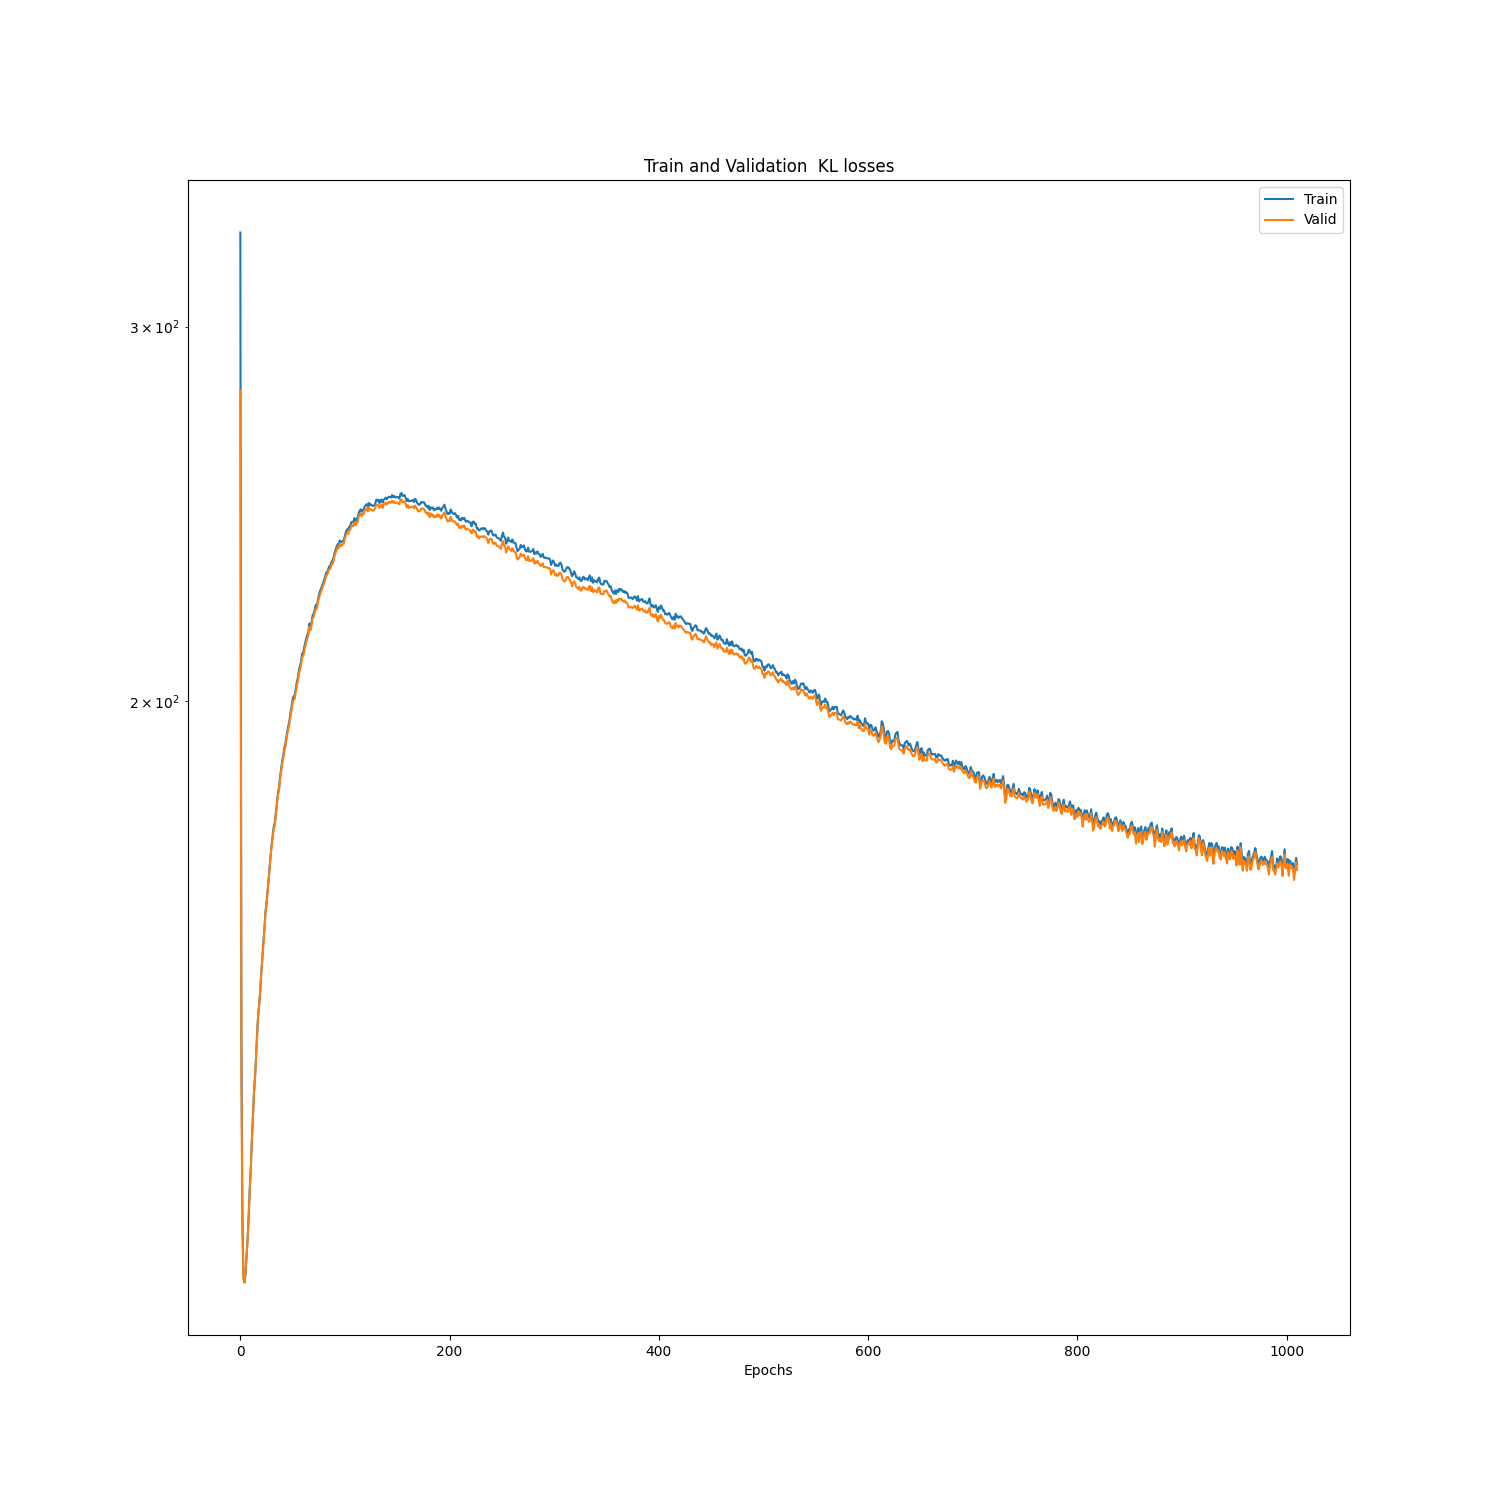 Train and Validation  KL losses
Train
Valid
3 × 10²
2 × 10²
0 200 400 600 800 1000
Epochs